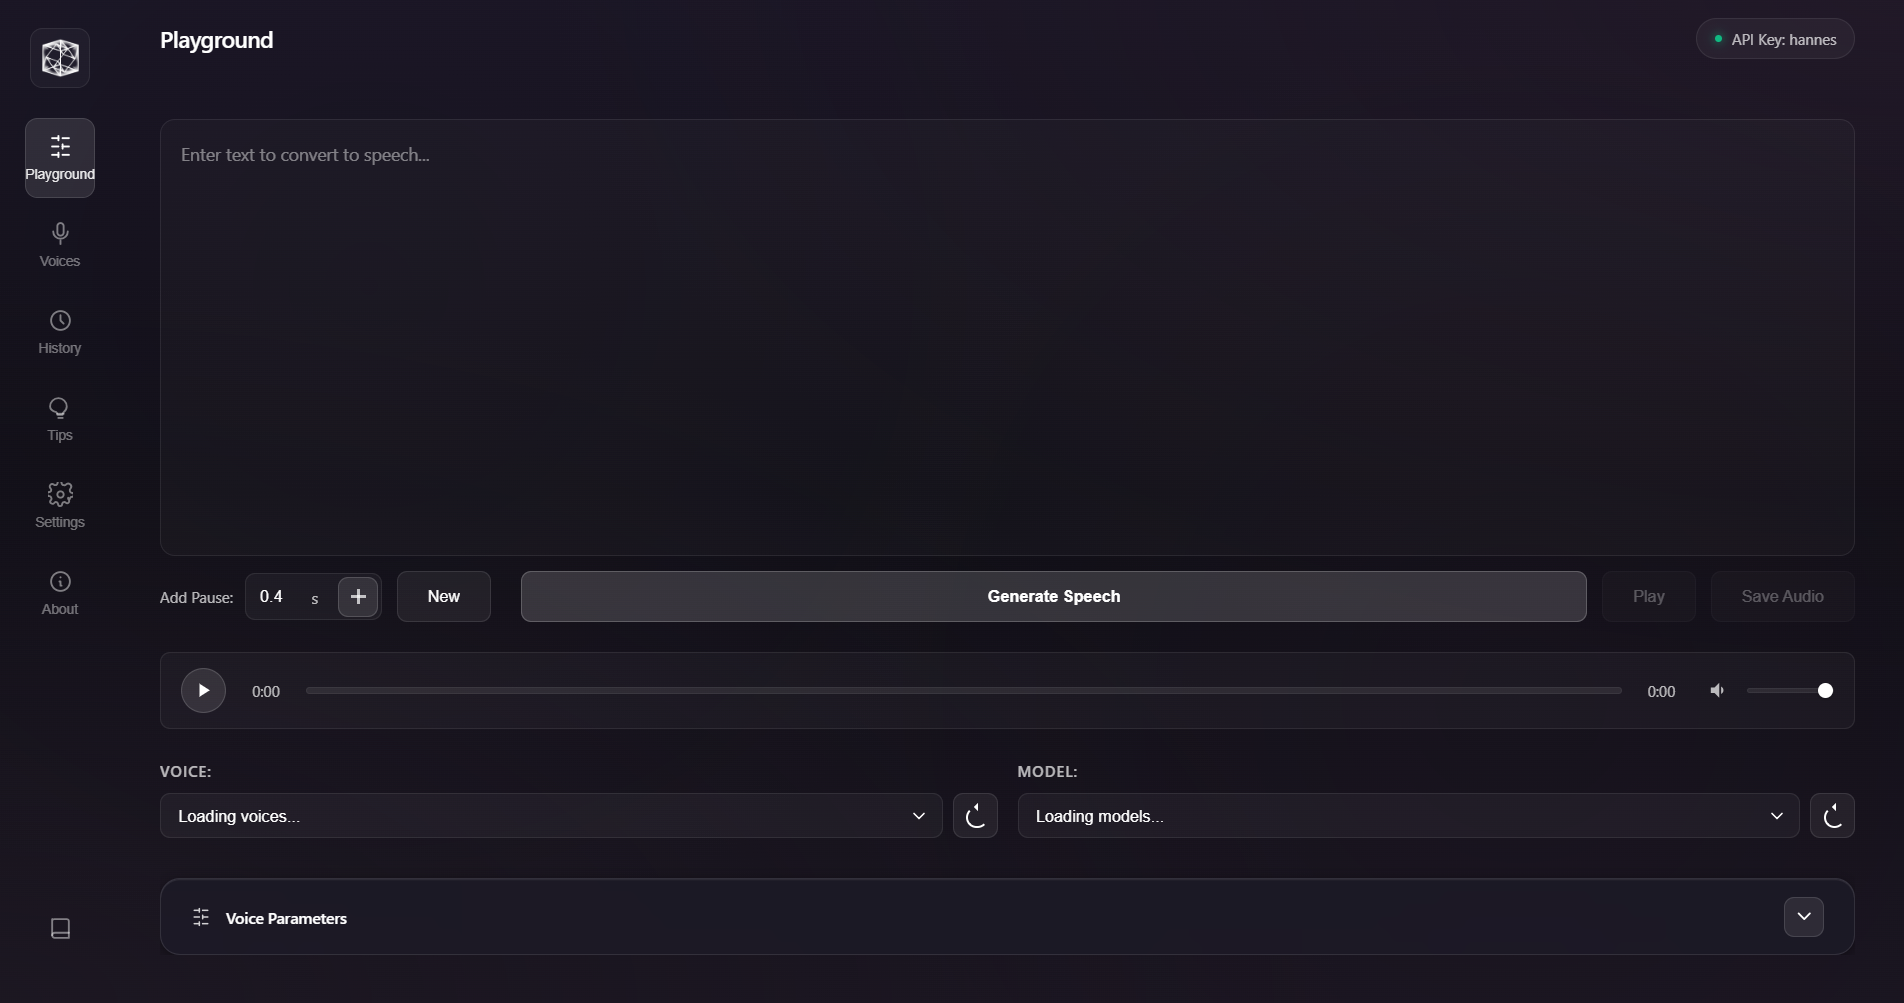 Playground
API Key: hannes
Playground
Voices
History
Tips
Settings
About
Enter text to convert to speech...
Add Pause: 0.4 s + New Generate Speech Play Save Audio
0:00 0:00
VOICE: MODEL:
Loading voices... Loading models...
Voice Parameters